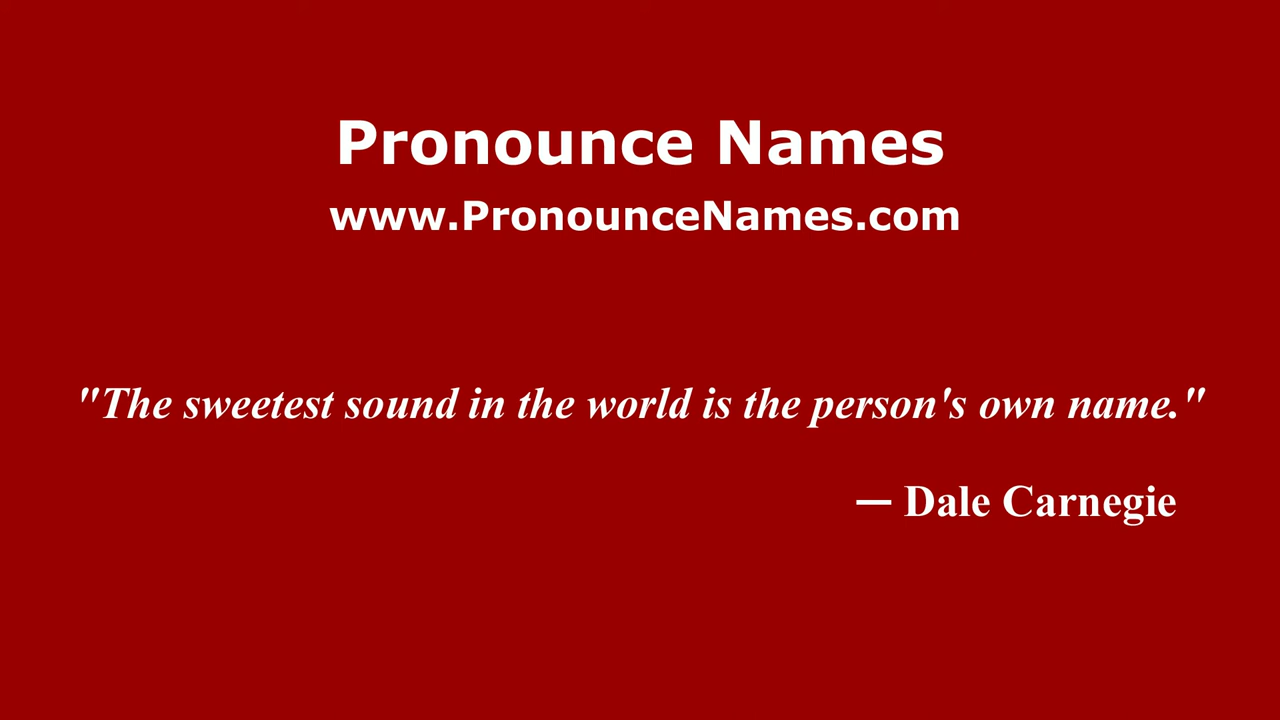 Pronounce Names
www.PronounceNames.com
"The sweetest sound in the world is the person's own name."
— Dale Carnegie